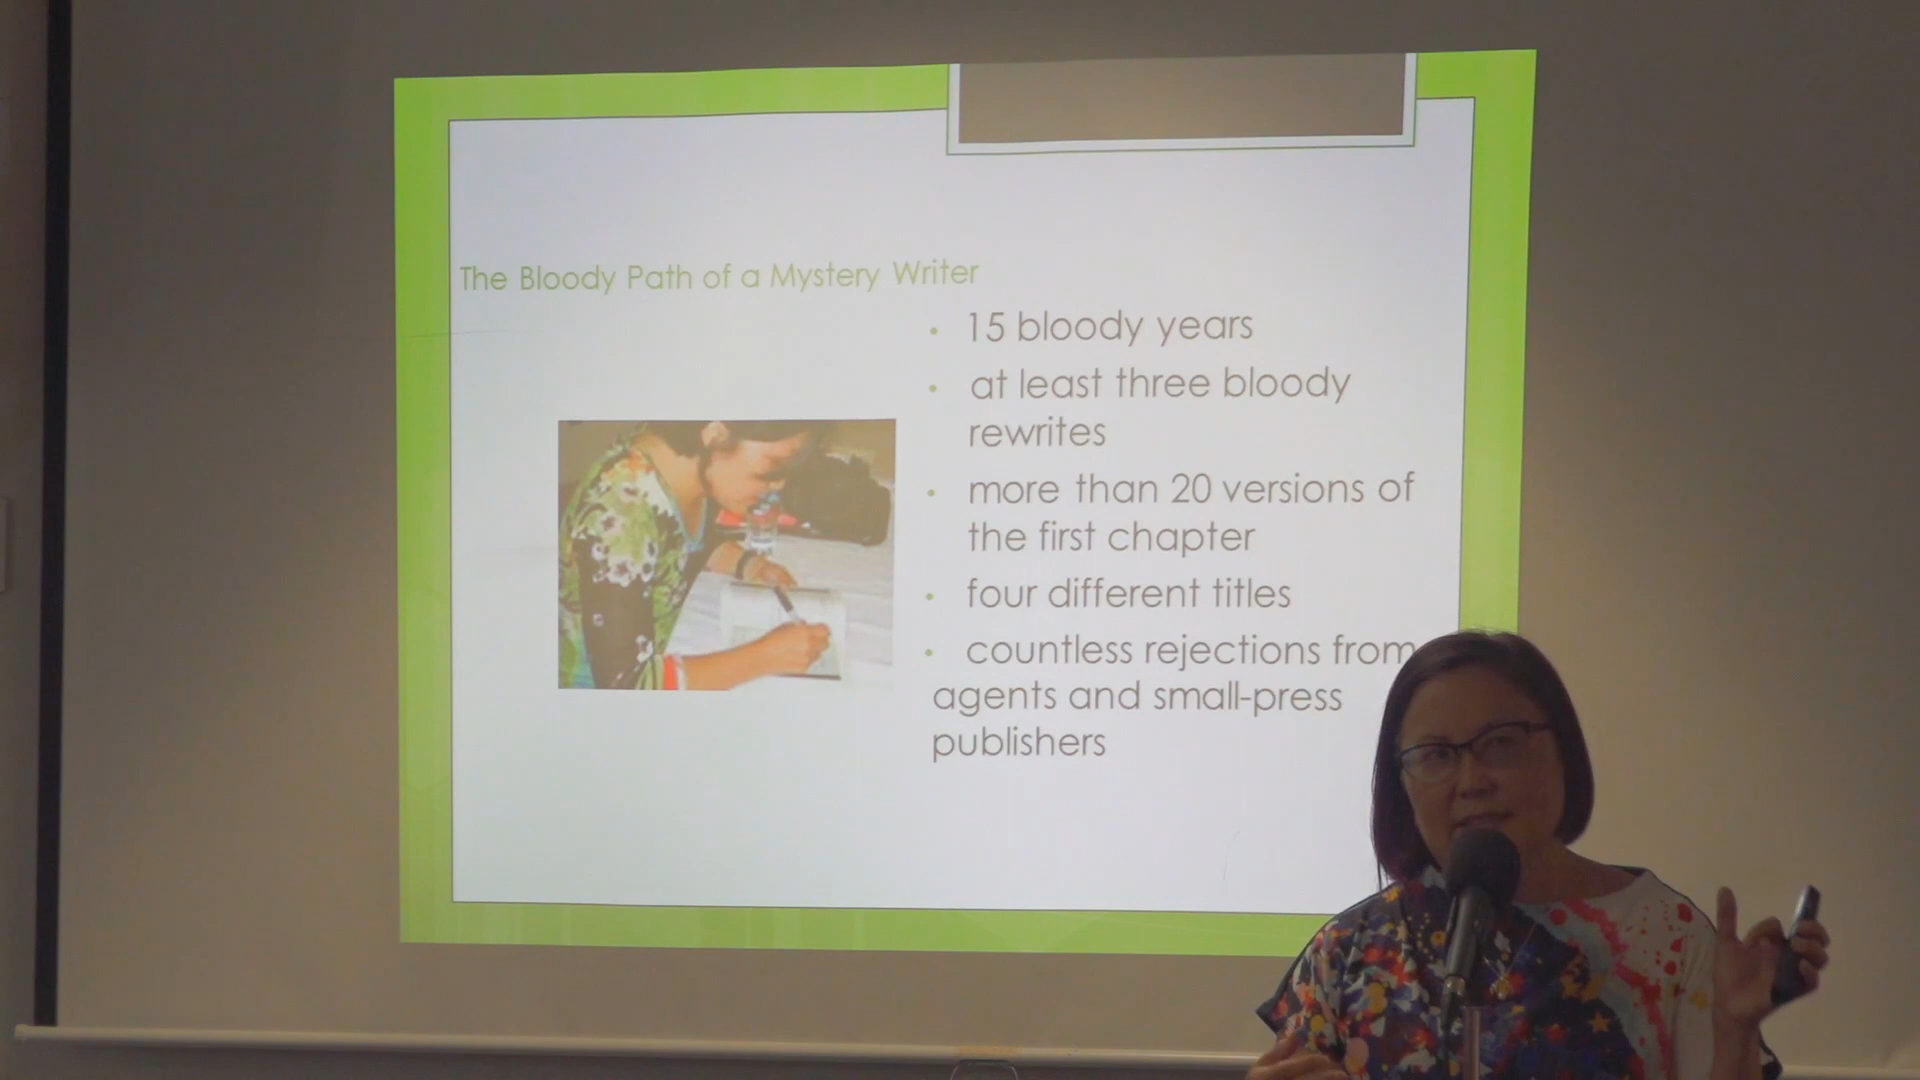 The Bloody Path of a Mystery Writer
• 15 bloody years
• at least three bloody
rewrites
• more than 20 versions of
the first chapter
• four different titles
• countless rejections from
agents and small-press
publishers